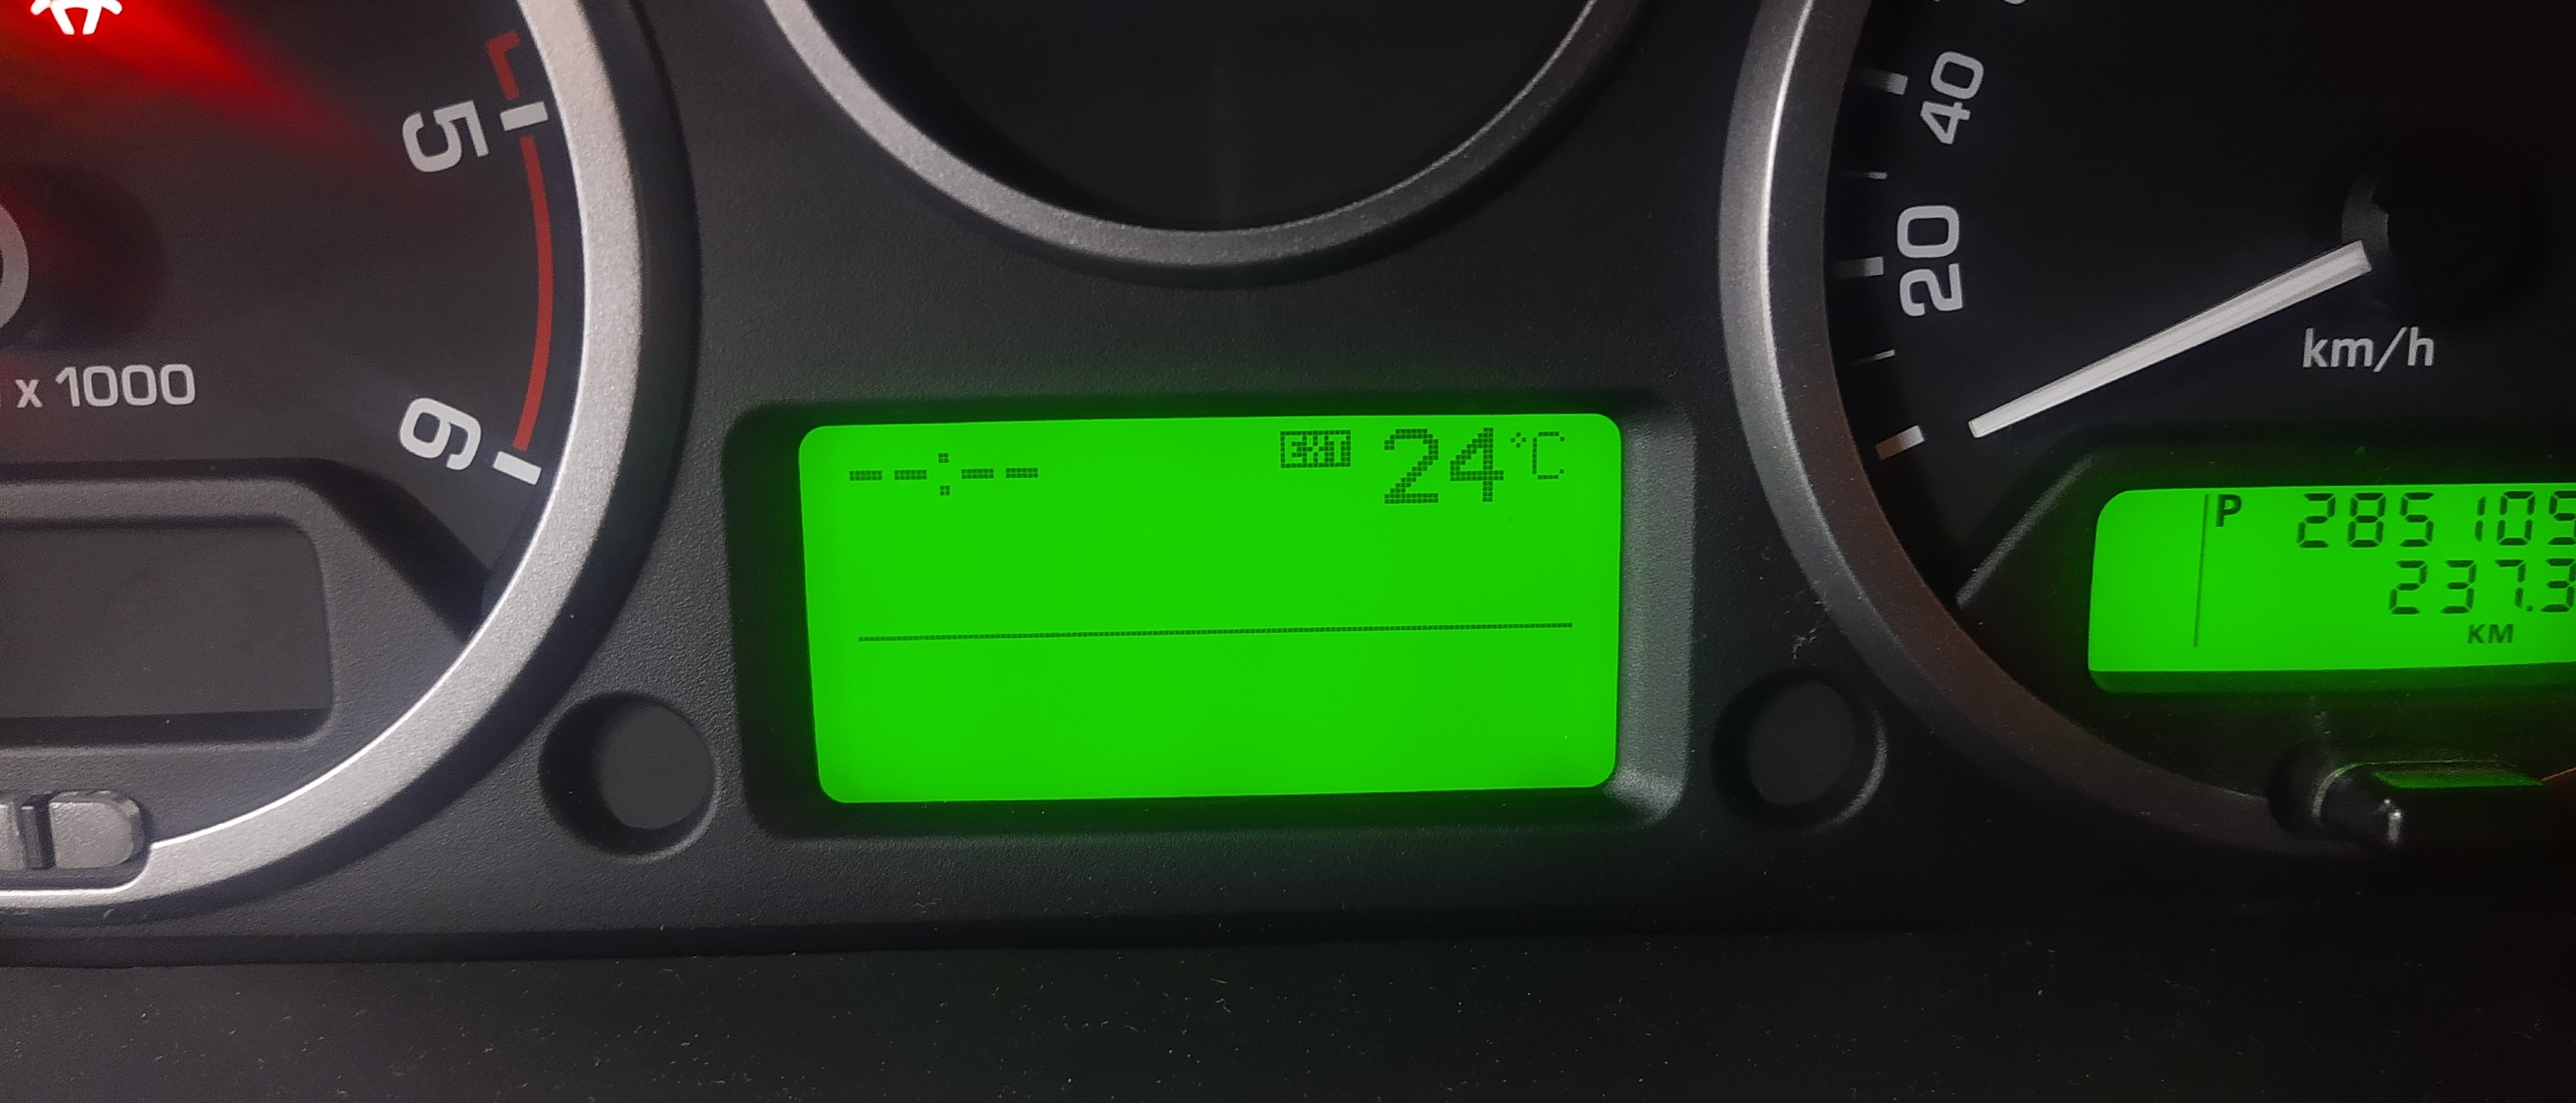 5
x 1000
6
--:-- EXT 24°C
40
20
km/h
P 285105
237.3
KM